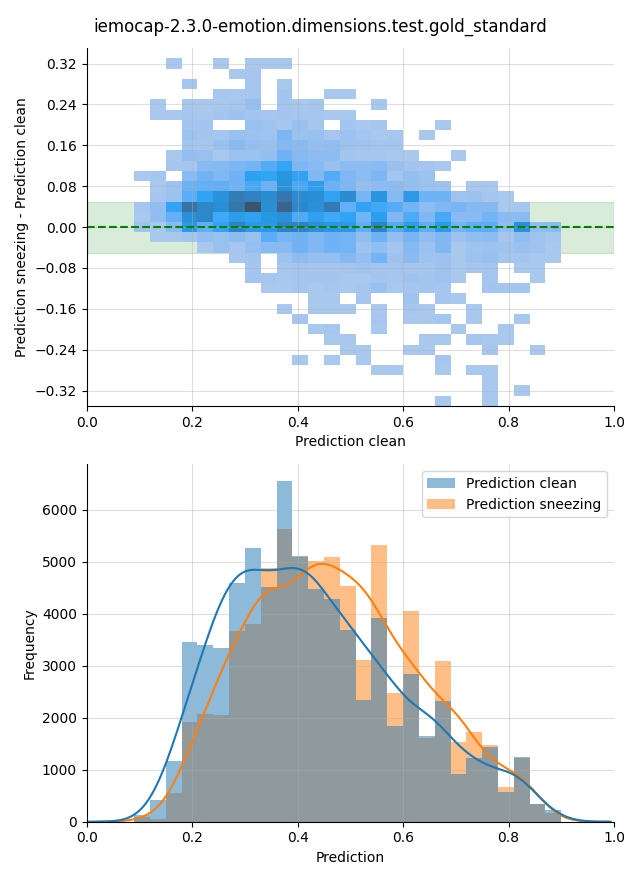 iemocap-2.3.0-emotion.dimensions.test.gold_standard
0.32
0.24
0.16
0.08
0.00
−0.08
−0.16
−0.24
−0.32
Prediction sneezing - Prediction clean
0.0 0.2 0.4 0.6 0.8 1.0
Prediction clean
Prediction clean
Prediction sneezing
6000
5000
4000
3000
2000
1000
0
Frequency
0.0 0.2 0.4 0.6 0.8 1.0
Prediction